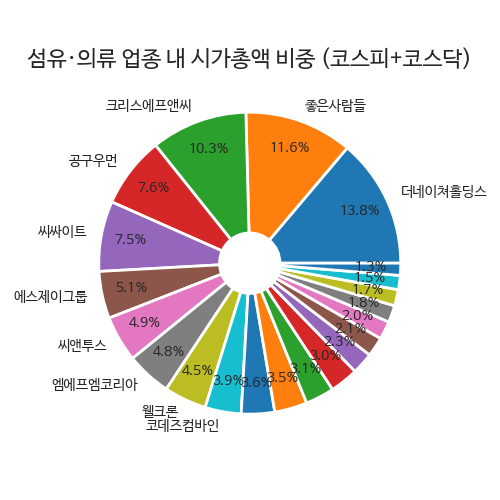 섬유·의류 업종 내 시가총액 비중 (코스피+코스닥)
더네이쳐홀딩스
13.8%
좋은사람들
11.6%
크리스에프앤씨
10.3%
공구우먼
7.6%
씨싸이트
7.5%
에스제이그룹
5.1%
씨앤투스
4.9%
엠에프엠코리아
4.8%
웰크론
4.5%
코데즈컴바인
3.9%
3.6%
3.5%
3.1%
3.0%
2.3%
2.1%
2.0%
1.8%
1.7%
1.5%
1.3%